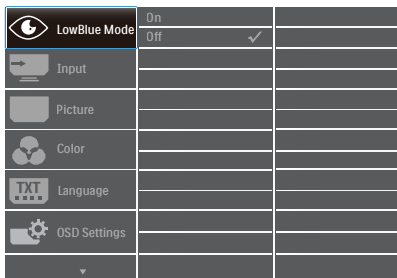 LowBlue Mode
On
Off
Input
Picture
Color
TXT
Language
OSD Settings